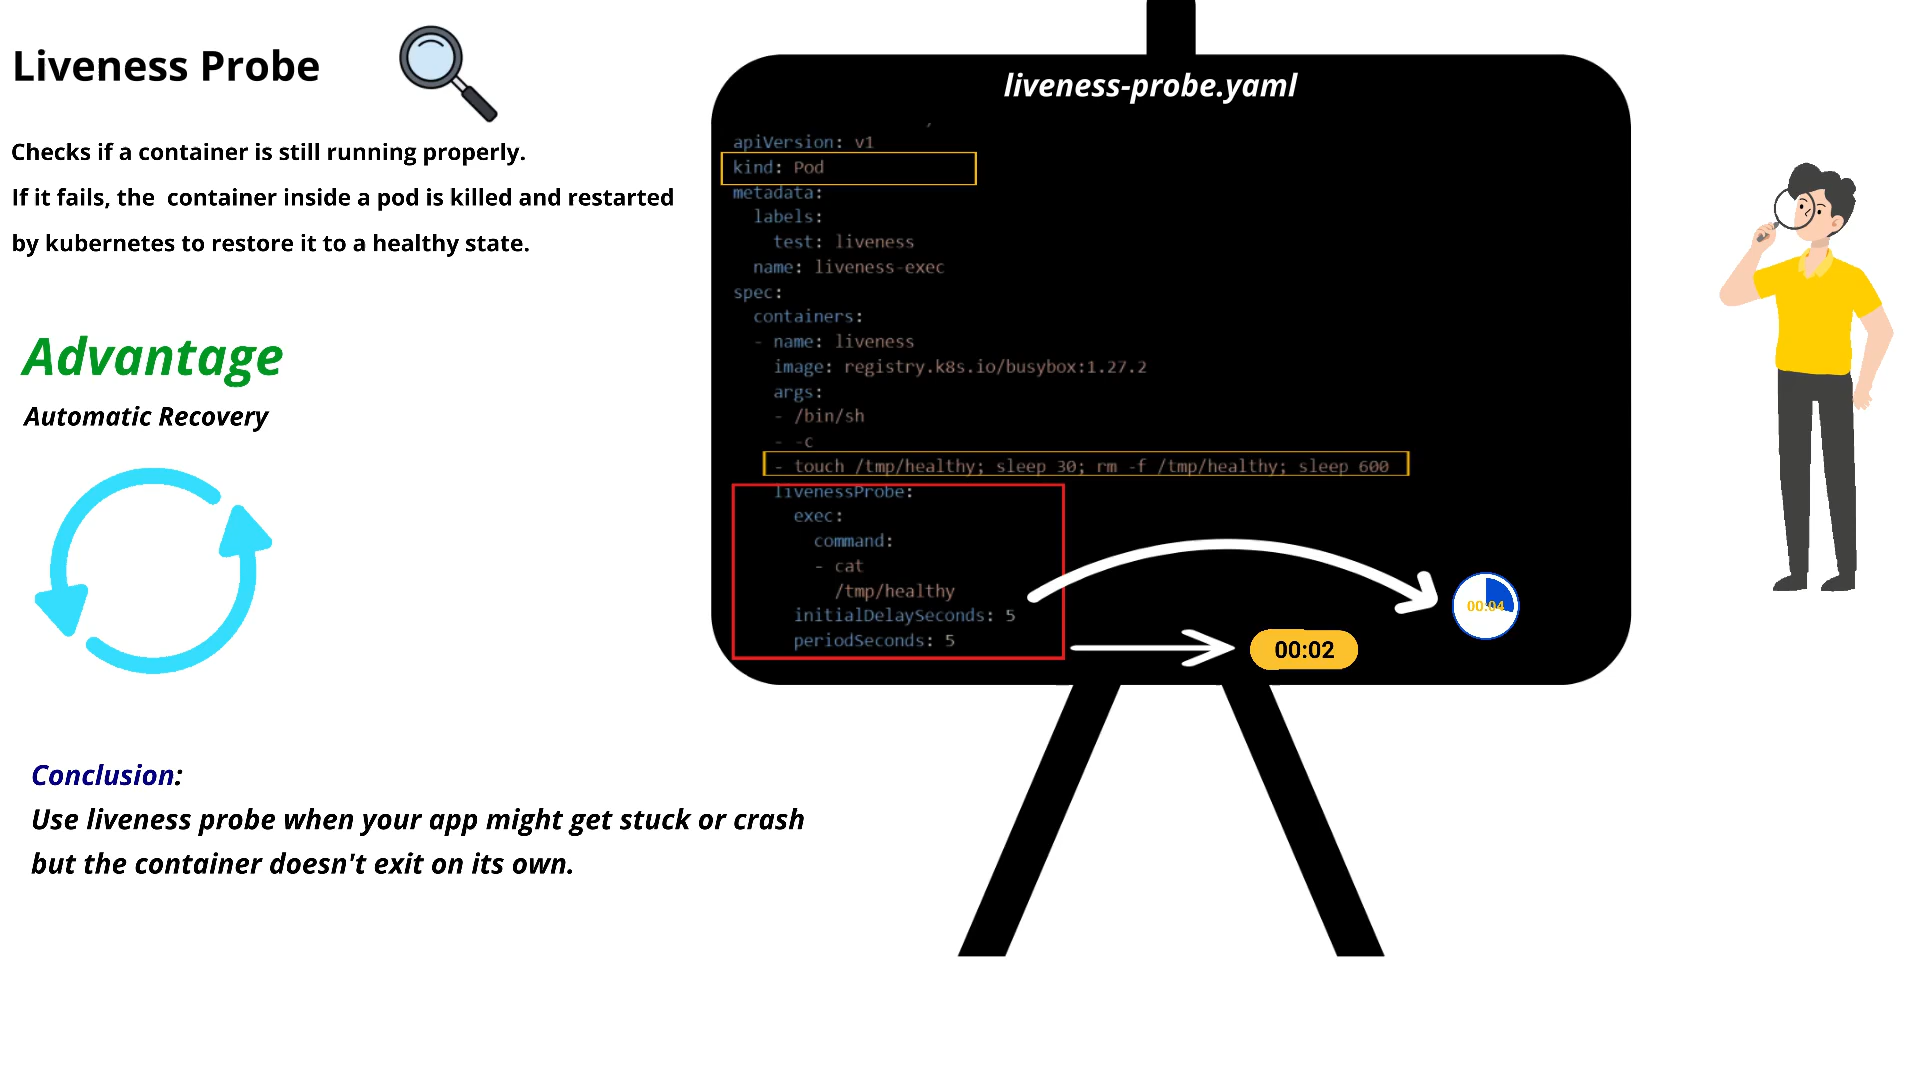 Liveness Probe
Checks if a container is still running properly.
If it fails, the  container inside a pod is killed and restarted
by kubernetes to restore it to a healthy state.
Advantage
Automatic Recovery
Conclusion:
Use liveness probe when your app might get stuck or crash
but the container doesn't exit on its own.
liveness-probe.yaml
apiVersion: v1
kind: Pod
metadata:
  labels:
    test: liveness
  name: liveness-exec
spec:
  containers:
  - name: liveness
    image: registry.k8s.io/busybox:1.27.2
    args:
    - /bin/sh
    - -c
    - touch /tmp/healthy; sleep 30; rm -f /tmp/healthy; sleep 600
    livenessProbe:
      exec:
        command:
        - cat
          /tmp/healthy
      initialDelaySeconds: 5
      periodSeconds: 5
00:04
00:02